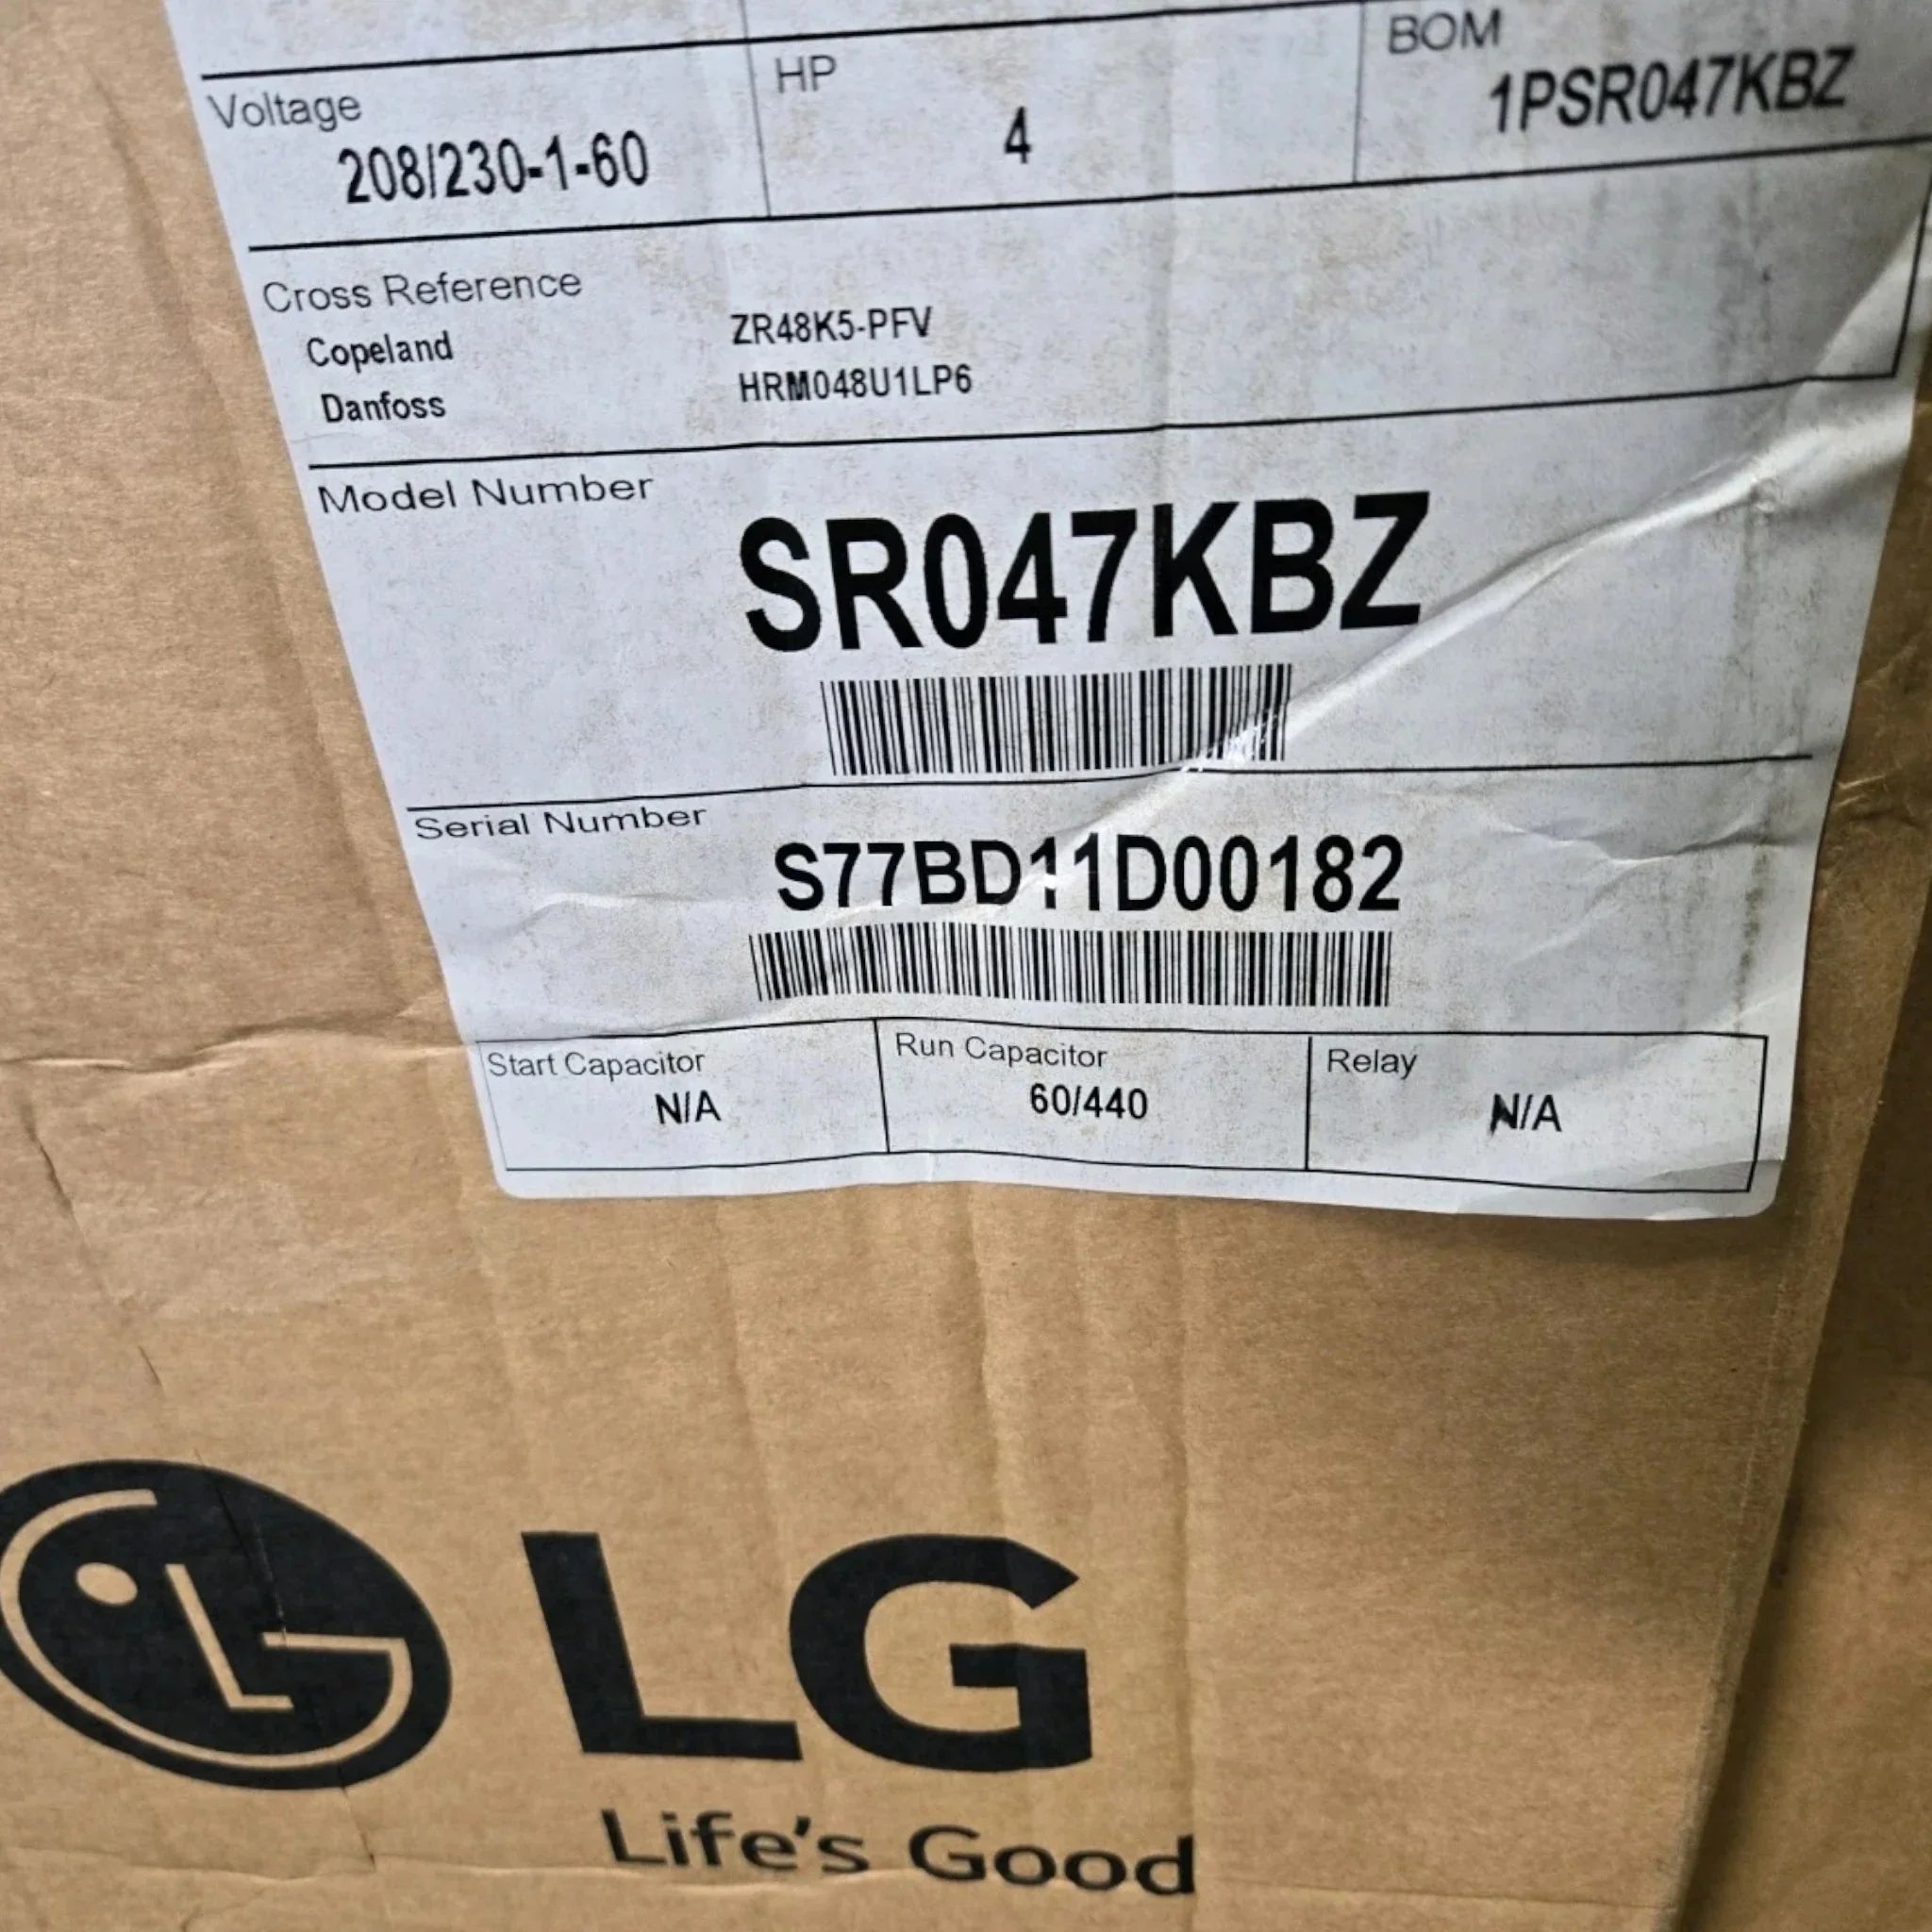 Voltage HP BOM
208/230-1-60 4 1PSR047KBZ
Cross Reference
Copeland ZR48K5-PFV
Danfoss HRM048U1LP6
Model Number
SR047KBZ
Serial Number
S77BD11D00182
Start Capacitor Run Capacitor Relay
N/A 60/440 N/A
LG
Life's Good